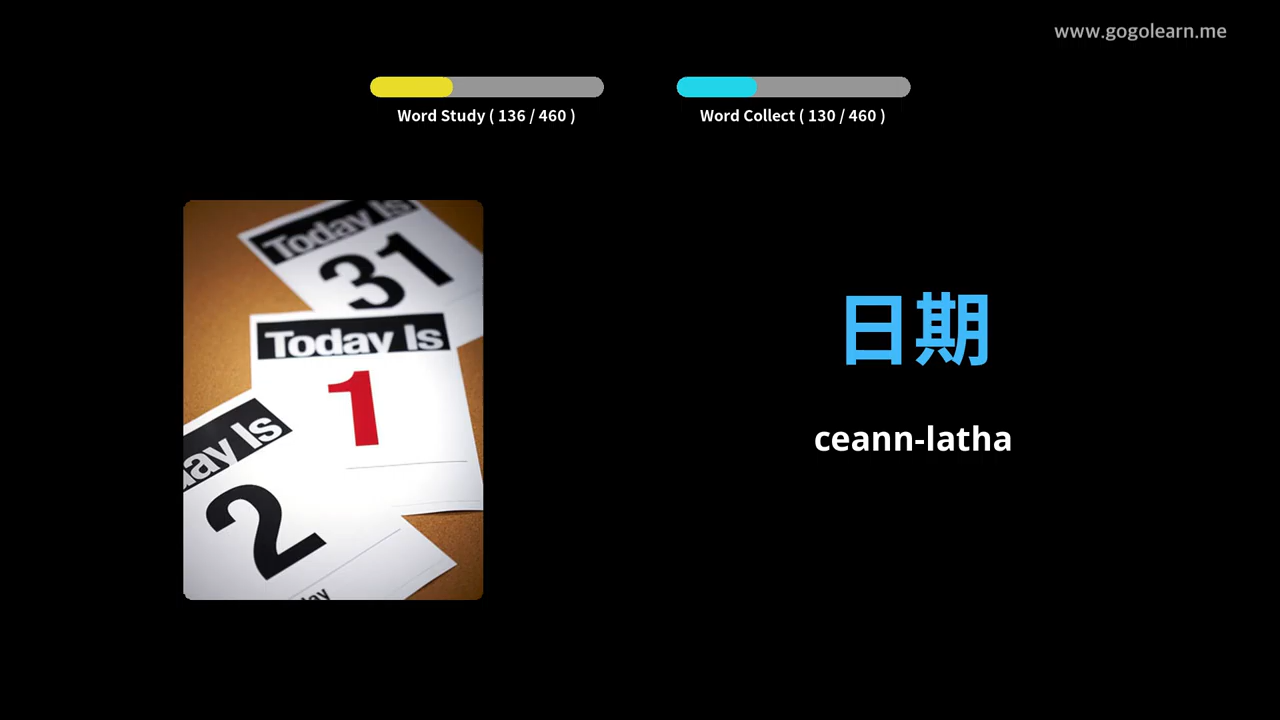 www.gogolearn.me
Word Study ( 136 / 460 )
Word Collect ( 130 / 460 )
Today Is
31
Today Is
1
day Is
2
日期
ceann-latha